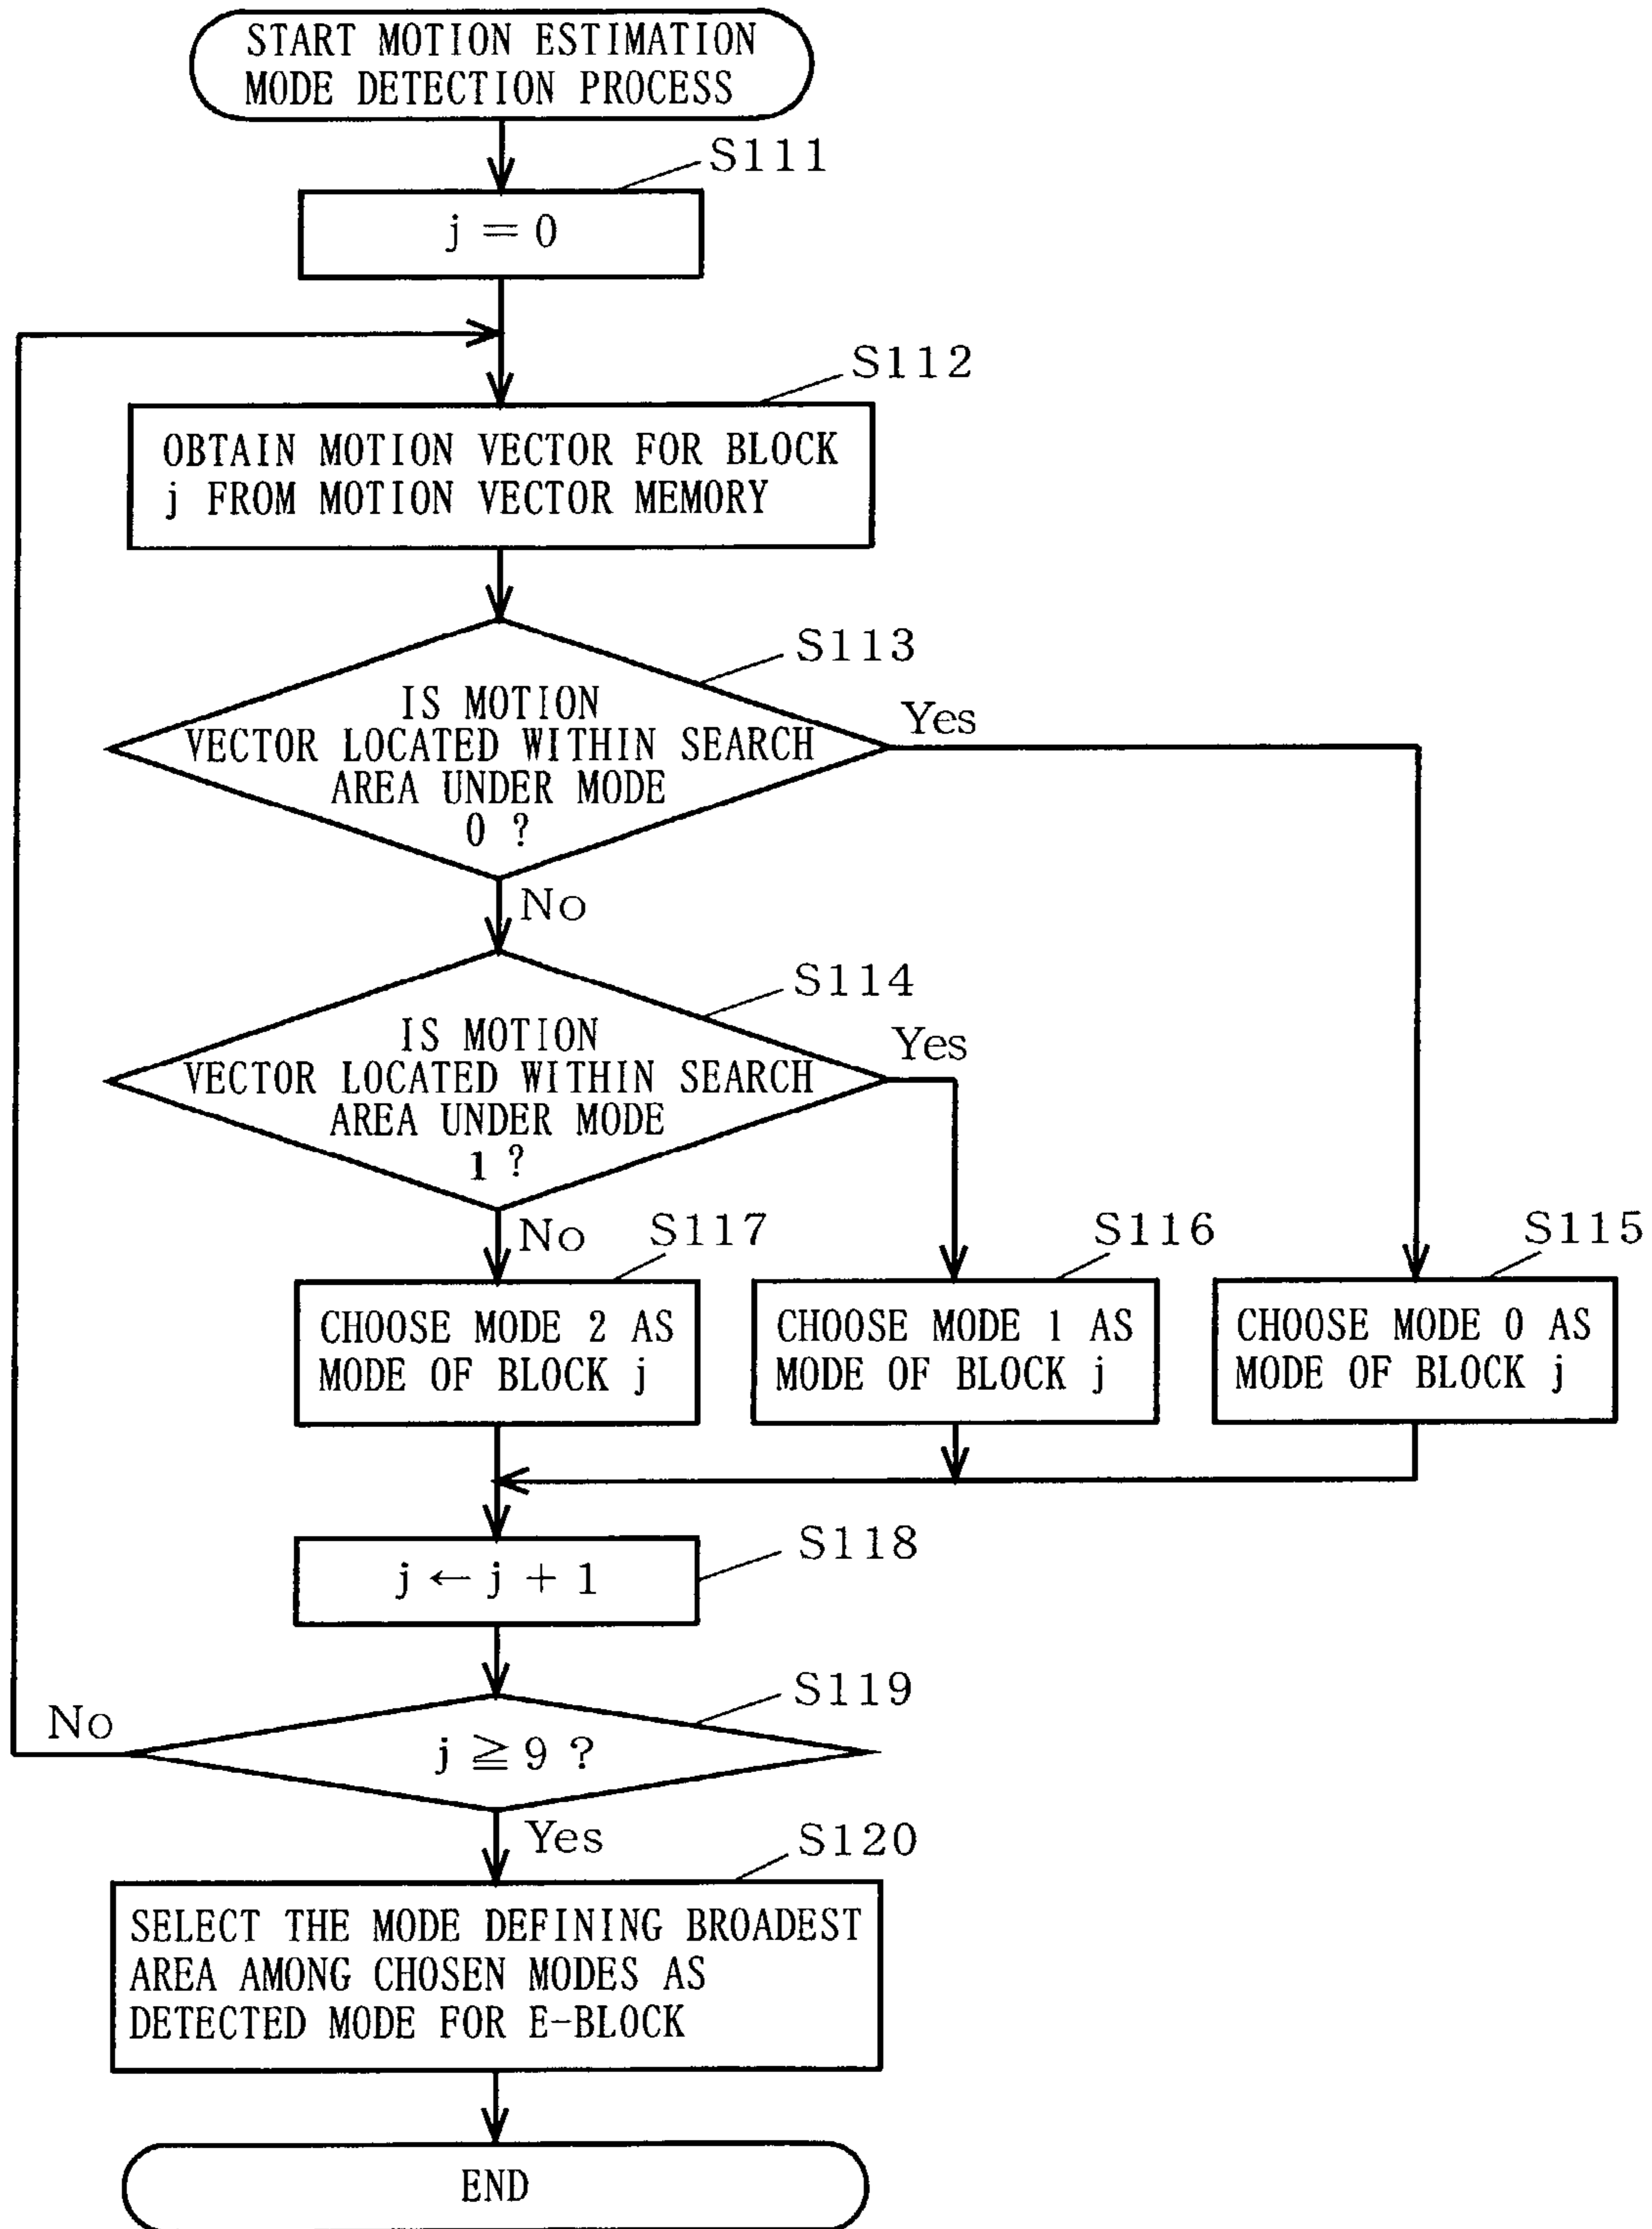 START MOTION ESTIMATION
MODE DETECTION PROCESS
S111
j = 0
S112
OBTAIN MOTION VECTOR FOR BLOCK
j FROM MOTION VECTOR MEMORY
S113
IS MOTION
VECTOR LOCATED WITHIN SEARCH
AREA UNDER MODE
0 ?
Yes
No
S114
IS MOTION
VECTOR LOCATED WITHIN SEARCH
AREA UNDER MODE
1 ?
Yes
No
S117
CHOOSE MODE 2 AS
MODE OF BLOCK j
S116
CHOOSE MODE 1 AS
MODE OF BLOCK j
S115
CHOOSE MODE 0 AS
MODE OF BLOCK j
S118
j ← j + 1
S119
j ≧ 9 ?
No
Yes
S120
SELECT THE MODE DEFINING BROADEST
AREA AMONG CHOSEN MODES AS
DETECTED MODE FOR E-BLOCK
END